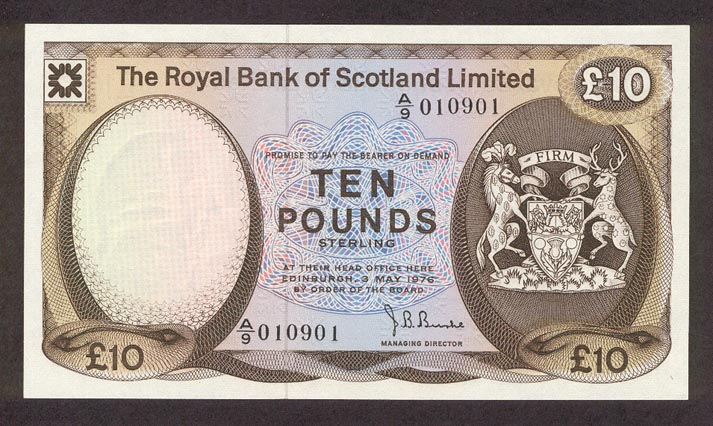 The Royal Bank of Scotland Limited
£10
A/9 010901
FIRM
PROMISE TO PAY THE BEARER ON DEMAND
TEN
POUNDS
STERLING
AT THEIR HEAD OFFICE HERE
EDINBURGH, 3 MAY 1976
BY ORDER OF THE BOARD
A/9 010901
J. B. Burke
MANAGING DIRECTOR
£10
£10